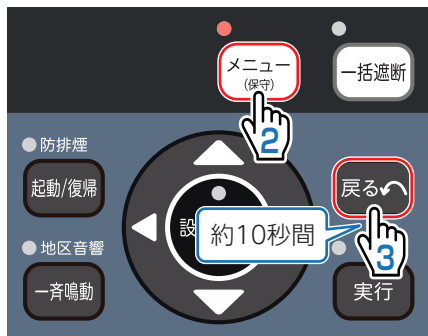 メニュー
(保守)
一括遮断
2
防排煙
起動/復帰
戻る
設
約10秒間
3
地区音響
一斉鳴動
実行